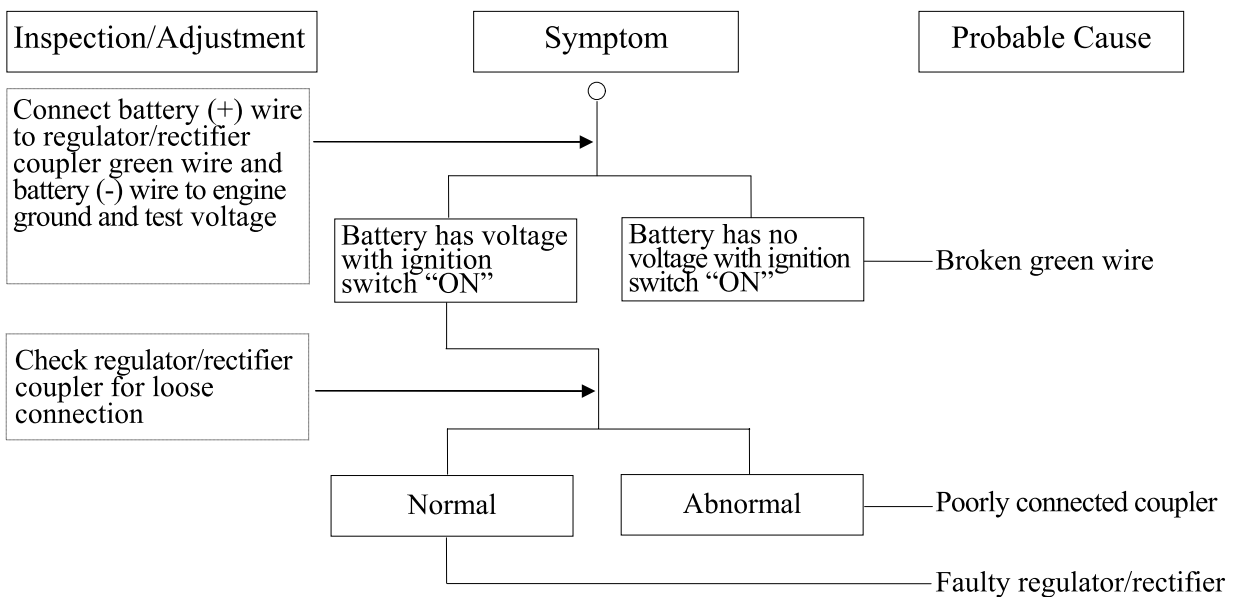 Inspection/Adjustment
Symptom
Probable Cause
Connect battery (+) wire
to regulator/rectifier
coupler green wire and
battery (-) wire to engine
ground and test voltage
Battery has voltage
with ignition
switch “ON”
Battery has no
voltage with ignition
switch “ON”
Broken green wire
Check regulator/rectifier
coupler for loose
connection
Normal
Abnormal
Poorly connected coupler
Faulty regulator/rectifier